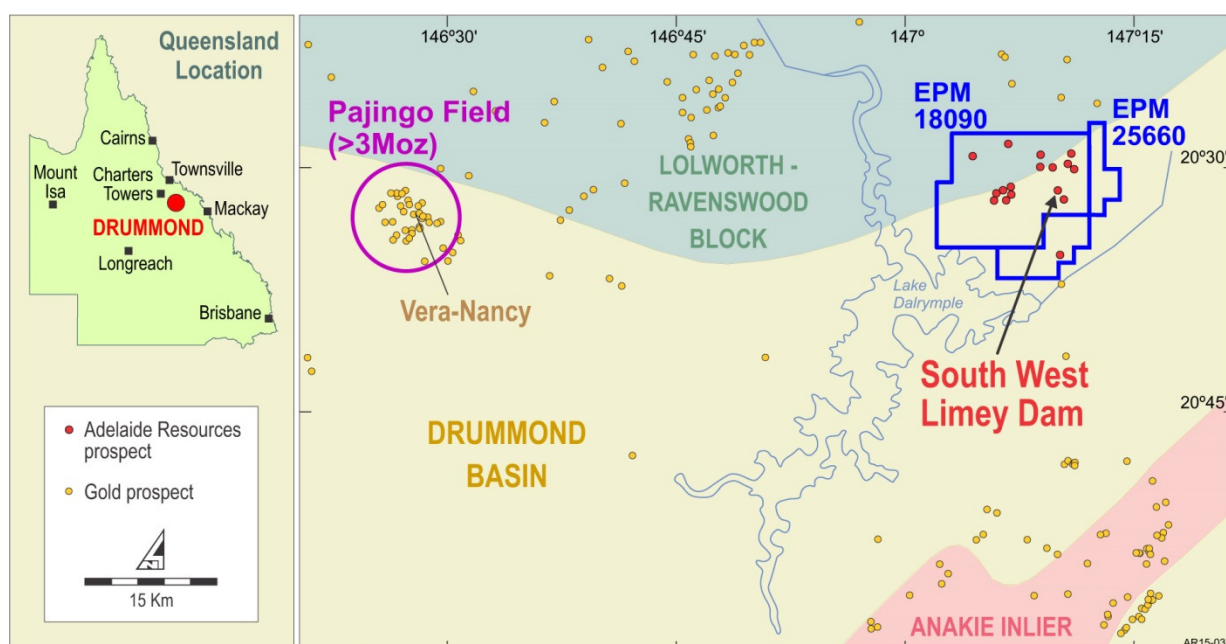 Queensland
Location
Cairns
Mount
Isa
Charters
Towers
Townsville
Mackay
DRUMMOND
Longreach
Brisbane
Adelaide Resources
prospect
Gold prospect
N
15 Km
146°30'
146°45'
147°
147°15'
Pajingo Field
(>3Moz)
EPM
18090
EPM
25660
20°30'
LOLWORTH -
RAVENSWOOD
BLOCK
Vera-Nancy
Lake
Dalrymple
South West
Limey Dam
20°45'
DRUMMOND
BASIN
ANAKIE INLIER